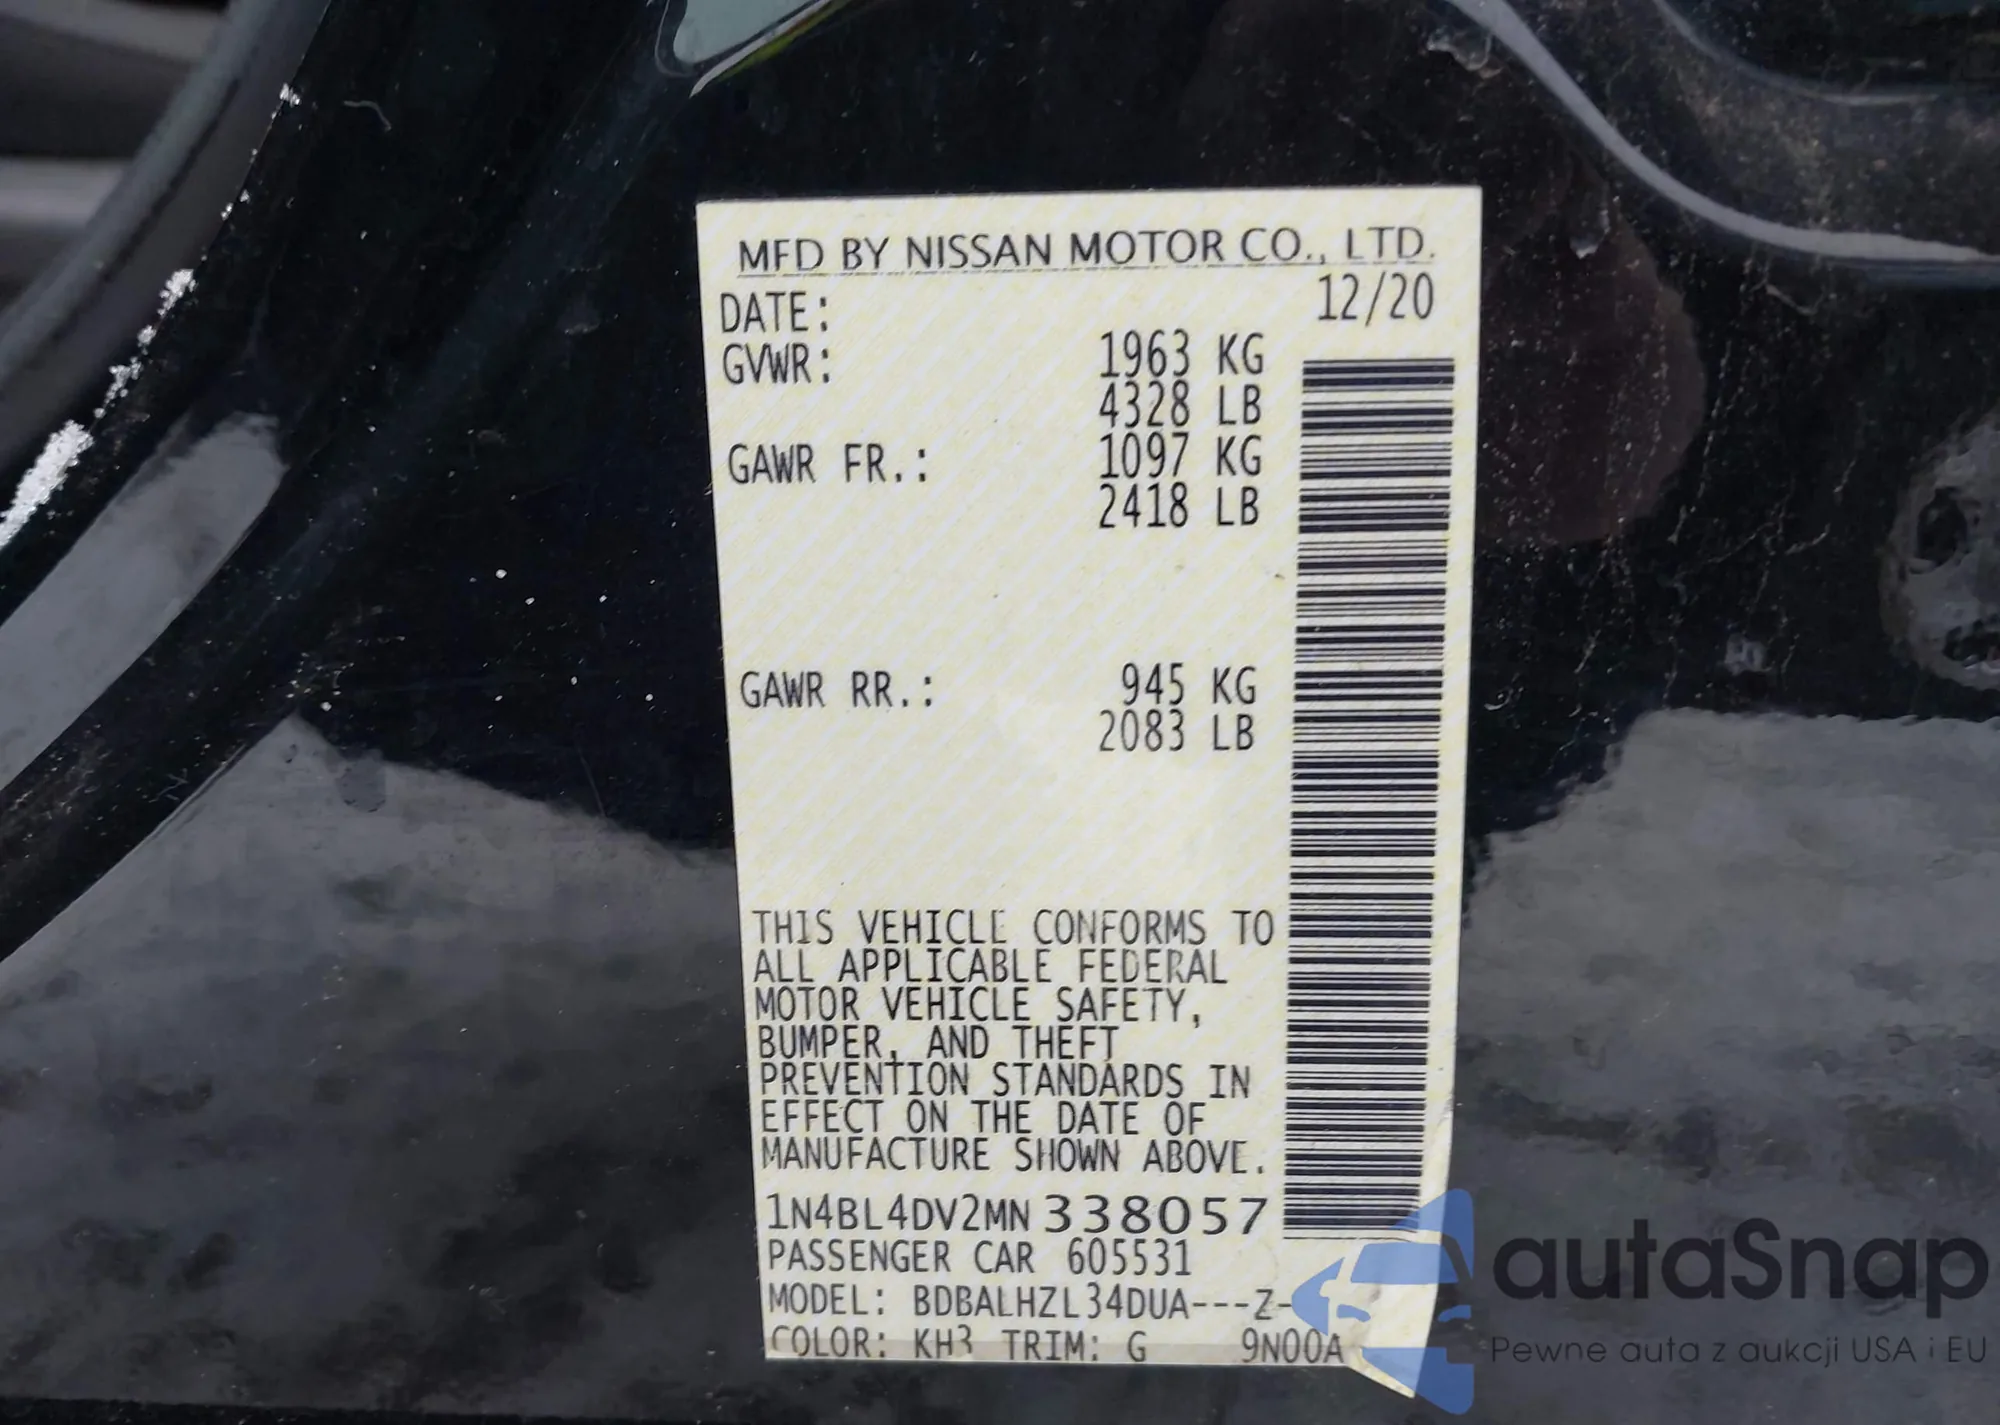 MFD BY NISSAN MOTOR CO., LTD.
DATE: 12/20
GVWR: 1963 KG
4328 LB
GAWR FR.: 1097 KG
2418 LB
GAWR RR.: 945 KG
2083 LB
THIS VEHICLE CONFORMS TO
ALL APPLICABLE FEDERAL
MOTOR VEHICLE SAFETY,
BUMPER, AND THEFT
PREVENTION STANDARDS IN
EFFECT ON THE DATE OF
MANUFACTURE SHOWN ABOVE.
1N4BL4DV2MN338057
PASSENGER CAR 605531
MODEL: BDBALHZL34DUA---Z-
COLOR: KH3 TRIM: G 9N00A
autaSnap
Pewne auta z aukcji USA i EU